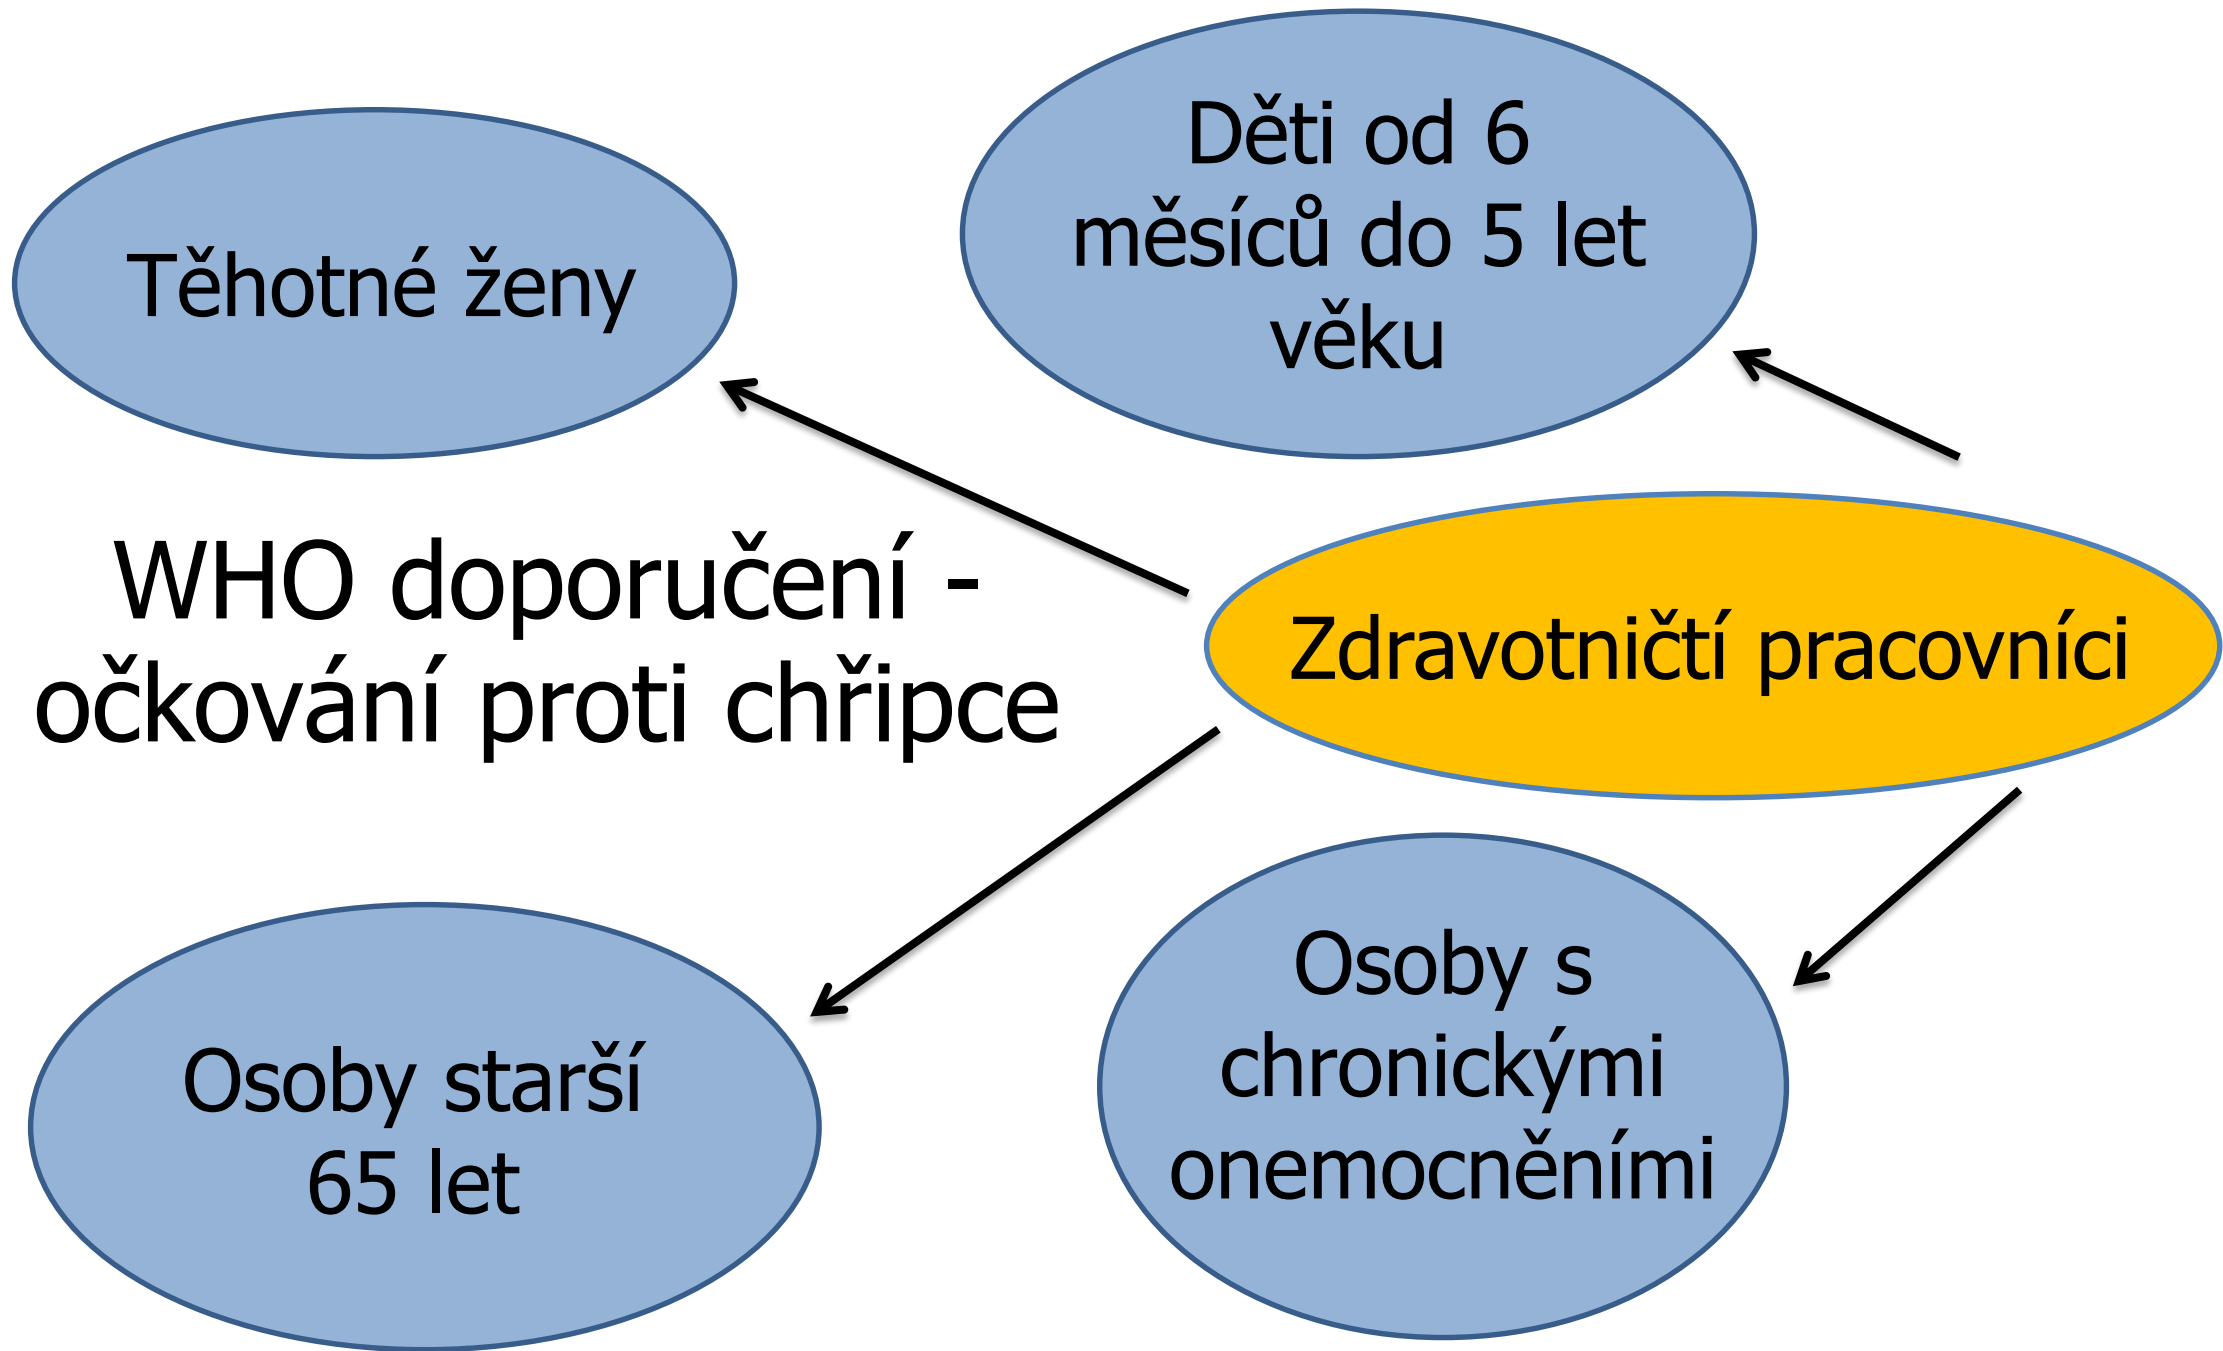 Těhotné ženy
Děti od 6
měsíců do 5 let
věku
WHO doporučení -
očkování proti chřipce
Zdravotničtí pracovníci
Osoby starší
65 let
Osoby s
chronickými
onemocněními